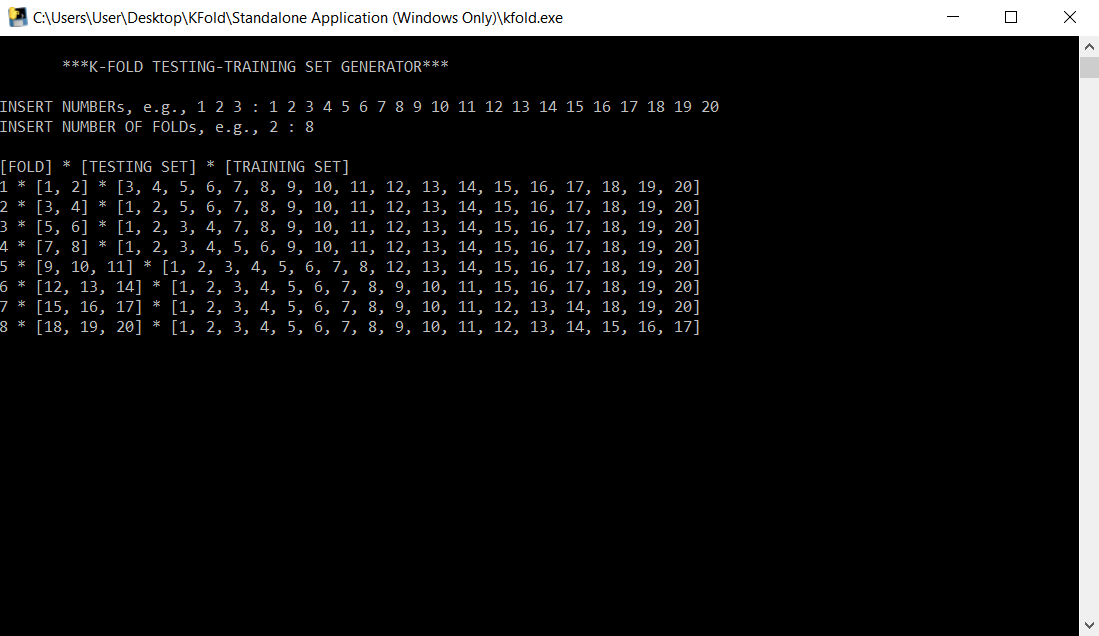 C:\Users\User\Desktop\KFold\Standalone Application (Windows Only)\kfold.exe
***K-FOLD TESTING-TRAINING SET GENERATOR***
INSERT NUMBERs, e.g., 1 2 3 : 1 2 3 4 5 6 7 8 9 10 11 12 13 14 15 16 17 18 19 20
INSERT NUMBER OF FOLDs, e.g., 2 : 8
[FOLD] * [TESTING SET] * [TRAINING SET]
1 * [1, 2] * [3, 4, 5, 6, 7, 8, 9, 10, 11, 12, 13, 14, 15, 16, 17, 18, 19, 20]
2 * [3, 4] * [1, 2, 5, 6, 7, 8, 9, 10, 11, 12, 13, 14, 15, 16, 17, 18, 19, 20]
3 * [5, 6] * [1, 2, 3, 4, 7, 8, 9, 10, 11, 12, 13, 14, 15, 16, 17, 18, 19, 20]
4 * [7, 8] * [1, 2, 3, 4, 5, 6, 9, 10, 11, 12, 13, 14, 15, 16, 17, 18, 19, 20]
5 * [9, 10, 11] * [1, 2, 3, 4, 5, 6, 7, 8, 12, 13, 14, 15, 16, 17, 18, 19, 20]
6 * [12, 13, 14] * [1, 2, 3, 4, 5, 6, 7, 8, 9, 10, 11, 15, 16, 17, 18, 19, 20]
7 * [15, 16, 17] * [1, 2, 3, 4, 5, 6, 7, 8, 9, 10, 11, 12, 13, 14, 18, 19, 20]
8 * [18, 19, 20] * [1, 2, 3, 4, 5, 6, 7, 8, 9, 10, 11, 12, 13, 14, 15, 16, 17]